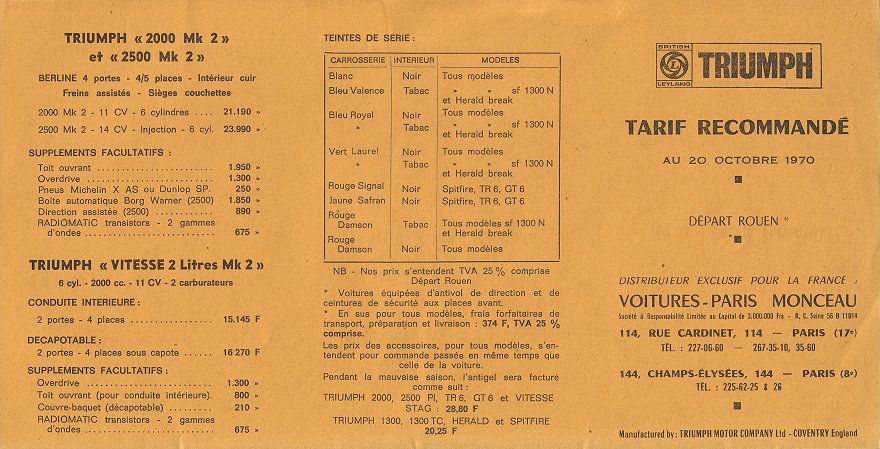 TRIUMPH « 2000 Mk 2 »
et « 2500 Mk 2 »
BERLINE 4 portes - 4/5 places - Intérieur cuir
Freins assistés - Sièges couchettes
2000 Mk 2 - 11 CV - 6 cylindres .... 21.190 »
2500 Mk 2 - 14 CV - Injection - 6 cyl. 23.990 »
SUPPLEMENTS FACULTATIFS :
Toit ouvrant .......................... 1.950 »
Overdrive .............................. 1.300 »
Pneus Michelin X AS ou Dunlop SP. 250 »
Boîte automatique Borg Warner (2500) 1.850 »
Direction assistée (2500) ............ 890 »
RADIOMATIC transistors - 2 gammes
d'ondes .......................... 675 »
TRIUMPH « VITESSE 2 Litres Mk 2 »
6 cyl. - 2000 cc. - 11 CV - 2 carburateurs
CONDUITE INTERIEURE :
2 portes - 4 places ................ 15.145 F
DECAPOTABLE :
2 portes - 4 places sous capote ..... 16 270 F
SUPPLEMENTS FACULTATIFS :
Overdrive .............................. 1.300 »
Toit ouvrant (pour conduite intérieure). 800 »
Couvre-baquet (décapotable) ......... 210 »
RADIOMATIC transistors - 2 gammes
d'ondes .......................... 675 »
TEINTES DE SERIE :
CARROSSERIE INTERIEUR MODELES
Blanc Noir Tous modèles
Bleu Valence Tabac » » sf 1300 N
et Herald break
Bleu Royal Noir Tous modèles
» Tabac » » sf 1300 N
et Herald break
Vert Laurel Noir Tous modèles
» Tabac » » sf 1300 N
et Herald break
Rouge Signal Noir Spitfire, TR 6, GT 6
Jaune Safran Noir Spitfire, TR 6, GT 6
Rouge
Damson Tabac Tous modèles sf 1300 N
et Herald break
Rouge
Damson Noir Tous modèles
NB - Nos prix s'entendent TVA 25 % comprise
Départ Rouen
* Voitures équipées d'antivol de direction et de
ceintures de sécurité aux places avant.
* En sus pour tous modèles, frais forfaitaires de
transport, préparation et livraison : 374 F, TVA 25 %
comprise.
Les prix des accessoires, pour tous modèles, s'en-
tendent pour commande passée en même temps que
celle de la voiture.
Pendant la mauvaise saison, l'antigel sera facturé
comme suit :
TRIUMPH 2000, 2500 PI, TR 6, GT 6 et VITESSE
STAG : 28,80 F
TRIUMPH 1300, 1300 TC, HERALD et SPITFIRE
20,25 F
BRITISH
L
LEYLAND
TRIUMPH
TARIF RECOMMANDÉ
AU 20 OCTOBRE 1970
DÉPART ROUEN *
DISTRIBUTEUR EXCLUSIF POUR LA FRANCE :
VOITURES-PARIS MONCEAU
Société à Responsabilité Limitée au Capital de 3.000.000 Frs - R. C. Seine 56 B 11014
114, RUE CARDINET, 114 — PARIS (17e)
TÉL. : 227-06-60 — 267-35-10, 35-60
144, CHAMPS-ÉLYSÉES, 144 — PARIS (8e)
TÉL. : 225-62-25 & 26
Manufactured by : TRIUMPH MOTOR COMPANY Ltd - COVENTRY England